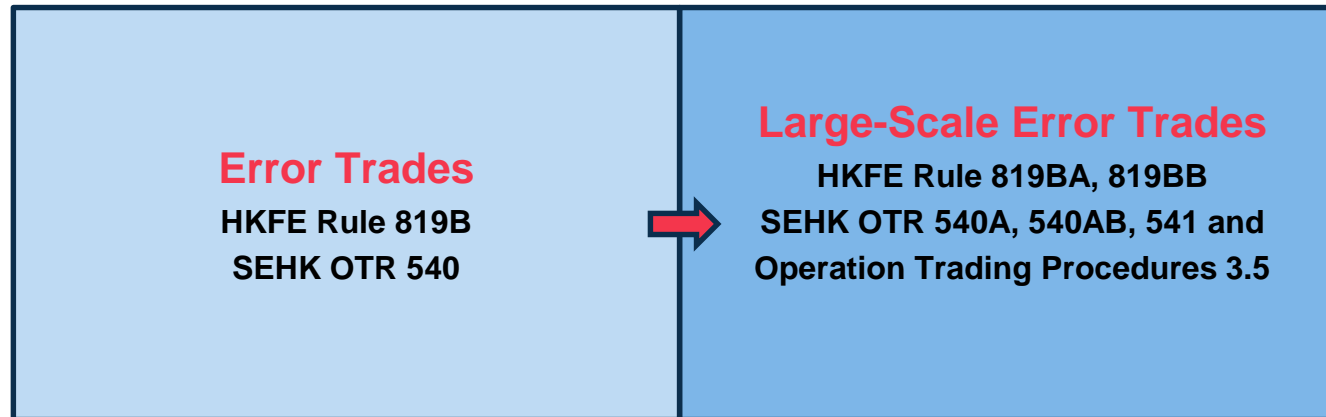 Error Trades
HKFE Rule 819B
SEHK OTR 540
Large-Scale Error Trades
HKFE Rule 819BA, 819BB
SEHK OTR 540A, 540AB, 541 and
Operation Trading Procedures 3.5